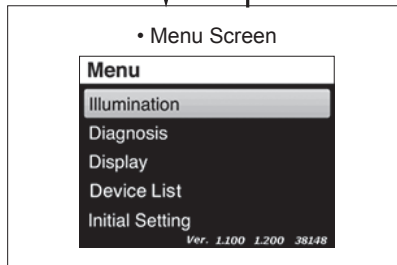 • Menu Screen
Menu
Illumination
Diagnosis
Display
Device List
Initial Setting
Ver. 1.100 1.200 38148